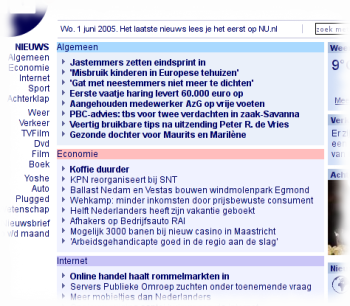 Wo. 1 juni 2005. Het laatste nieuws lees je het eerst op NU.nl
zoek
NIEUWS
Algemeen
Economie
Internet
Sport
Achterklap
Weer
Verkeer
TVFilm
Dvd
Film
Boek
Yoshe
Auto
Plugged
etenschap
ieuwsbrief
d maand
Algemeen
Jastemmers zetten eindsprint in
'Misbruik kinderen in Europese tehuizen'
'Gat met neestemmers niet meer te dichten'
Eerste vaatje haring levert 60.000 euro op
Aangehouden medewerker AzG op vrije voeten
PBC-advies: tbs voor twee verdachten in zaak-Savanna
Veertig bruikbare tips na uitzending Peter R. de Vries
Gezonde dochter voor Maurits en Marilène
Economie
Koffie duurder
KPN reorganiseert bij SNT
Ballast Nedam en Vestas bouwen windmolenpark Egmond
Wehkamp: minder inkomsten door prijsbewuste consument
Helft Nederlanders heeft zijn vakantie geboekt
Afhakers op Bedrijfsauto RAI
Mogelijk 3000 banen bij nieuw casino in Maastricht
'Arbeidsgehandicapte goed in de regio aan de slag'
Internet
Online handel haalt rommelmarkten in
Servers Publieke Omroep zuchten onder toenemende vraag
Meer mobieltjes dan Nederlanders
Wee
9°
Ver
Ach
Nie